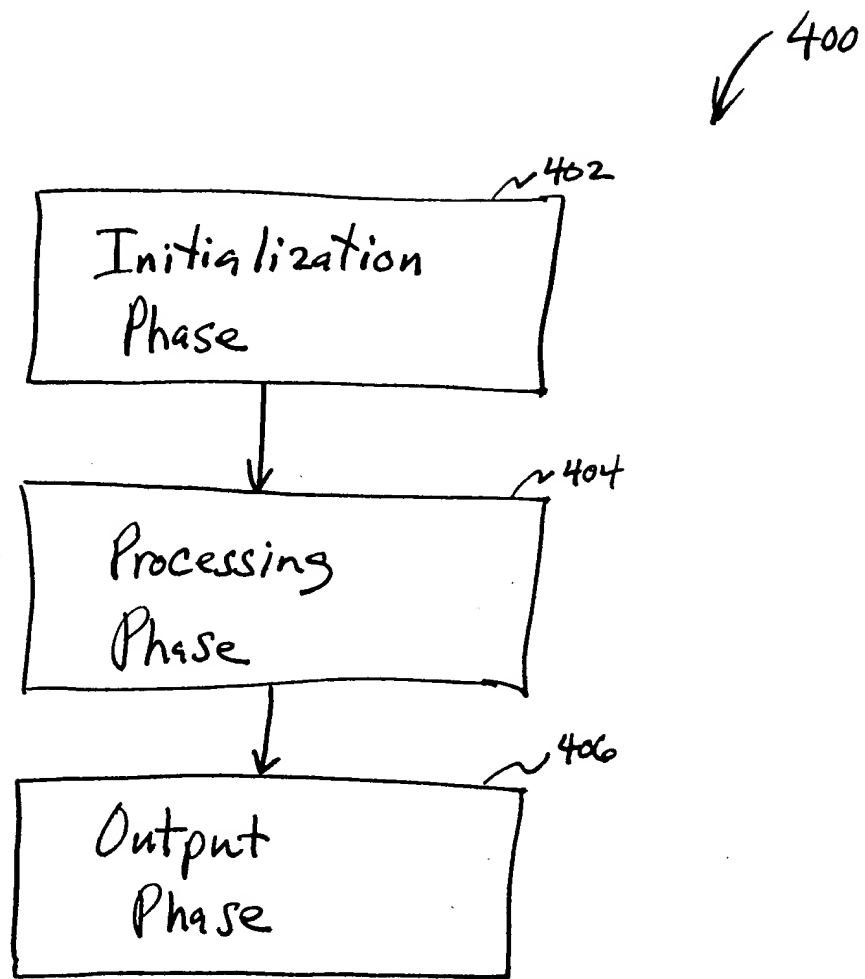 400
402
Initialization
Phase
404
Processing
Phase
406
Output
Phase